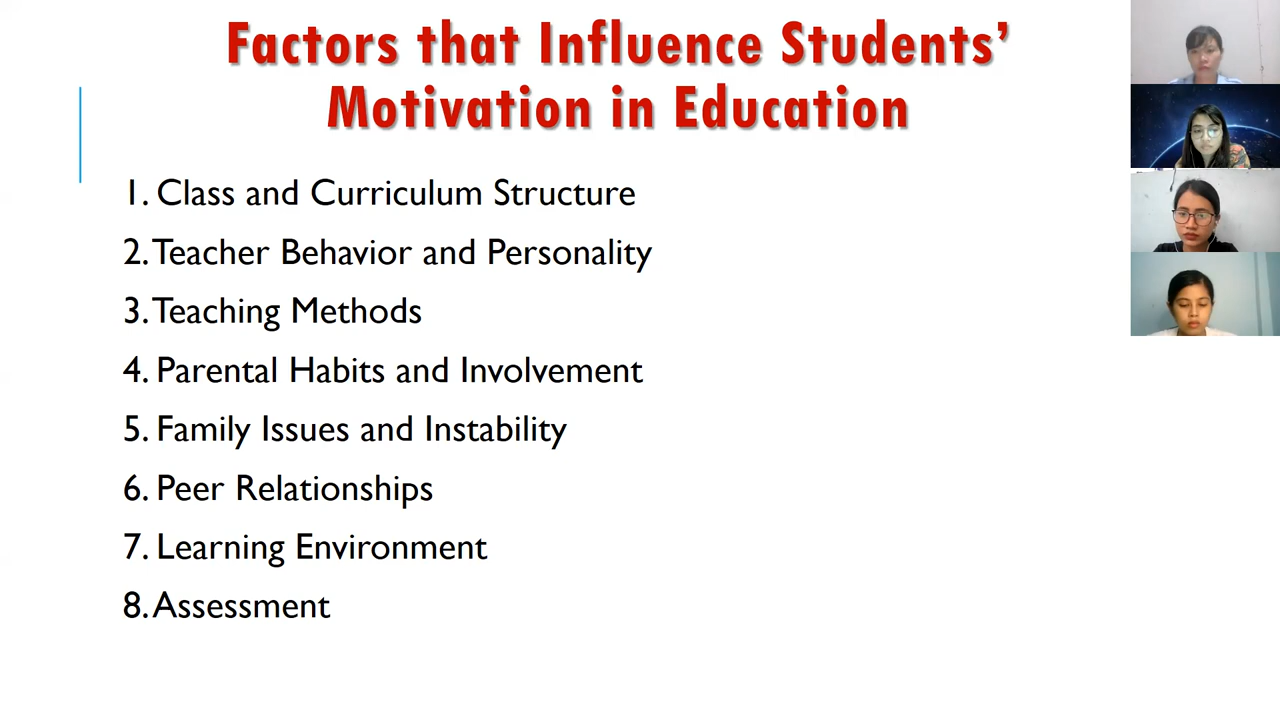 Factors that Influence Students’
Motivation in Education
1. Class and Curriculum Structure
2. Teacher Behavior and Personality
3. Teaching Methods
4. Parental Habits and Involvement
5. Family Issues and Instability
6. Peer Relationships
7. Learning Environment
8. Assessment